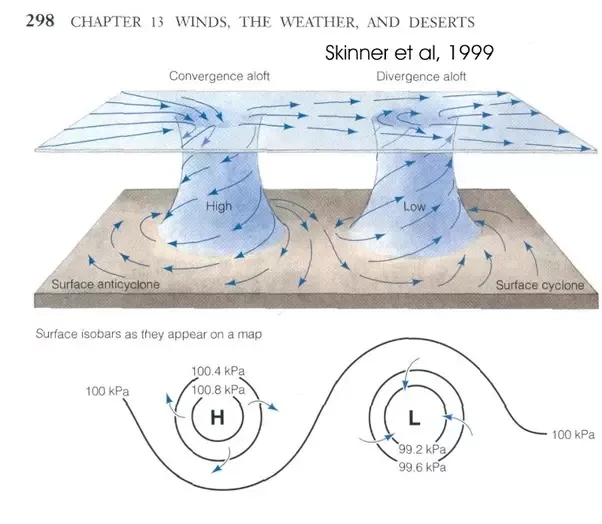 298 CHAPTER 13 WINDS, THE WEATHER, AND DESERTS
Skinner et al, 1999
Convergence aloft
Divergence aloft
High
Low
Surface anticyclone
Surface cyclone
Surface isobars as they appear on a map
100 kPa
100.4 kPa
100.8 kPa
H
L
99.2 kPa
99.6 kPa
100 kPa